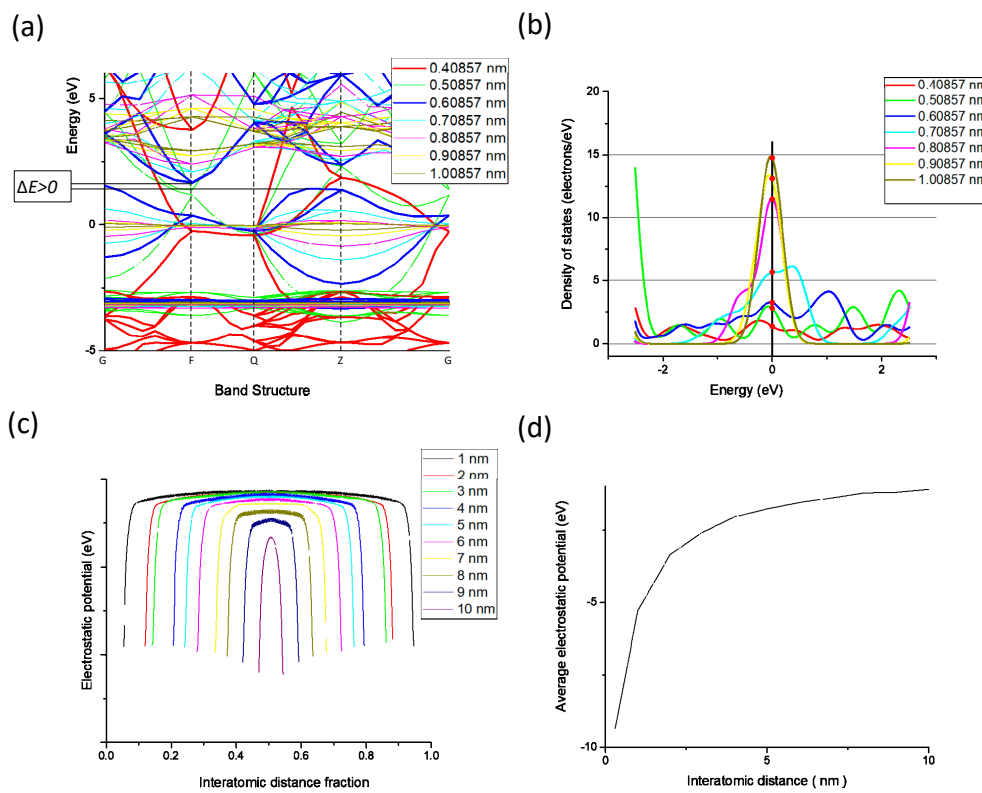 (a)
Energy (eV)
5
0
-5
ΔE>0
G
F
Q
Z
G
Band Structure
0.40857 nm
0.50857 nm
0.60857 nm
0.70857 nm
0.80857 nm
0.90857 nm
1.00857 nm
(b)
Density of states (electrons/eV)
20
15
10
5
0
-2
0
2
Energy (eV)
0.40857 nm
0.50857 nm
0.60857 nm
0.70857 nm
0.80857 nm
0.90857 nm
1.00857 nm
(c)
Electrostatic potential (eV)
0.0
0.2
0.4
0.6
0.8
1.0
Interatomic distance fraction
1 nm
2 nm
3 nm
4 nm
5 nm
6 nm
7 nm
8 nm
9 nm
10 nm
(d)
Average electrostatic potential (eV)
-5
-10
0
5
10
Interatomic distance ( nm )